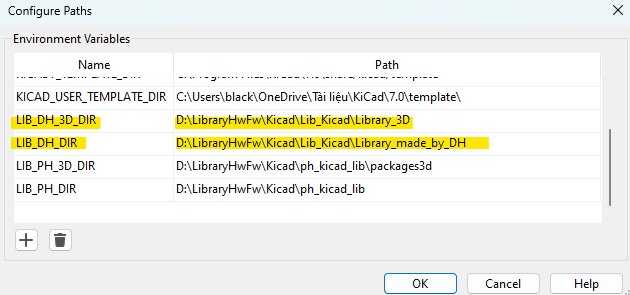 Configure Paths
Environment Variables
Name Path
KICAD_USER_TEMPLATE_DIR C:\Users\black\OneDrive\Tài liệu\KiCad\7.0\template\
LIB_DH_3D_DIR D:\LibraryHwFw\Kicad\Lib_Kicad\Library_3D
LIB_DH_DIR D:\LibraryHwFw\Kicad\Lib_Kicad\Library_made_by_DH
LIB_PH_3D_DIR D:\LibraryHwFw\Kicad\ph_kicad_lib\packages3d
LIB_PH_DIR D:\LibraryHwFw\Kicad\ph_kicad_lib
OK Cancel Help